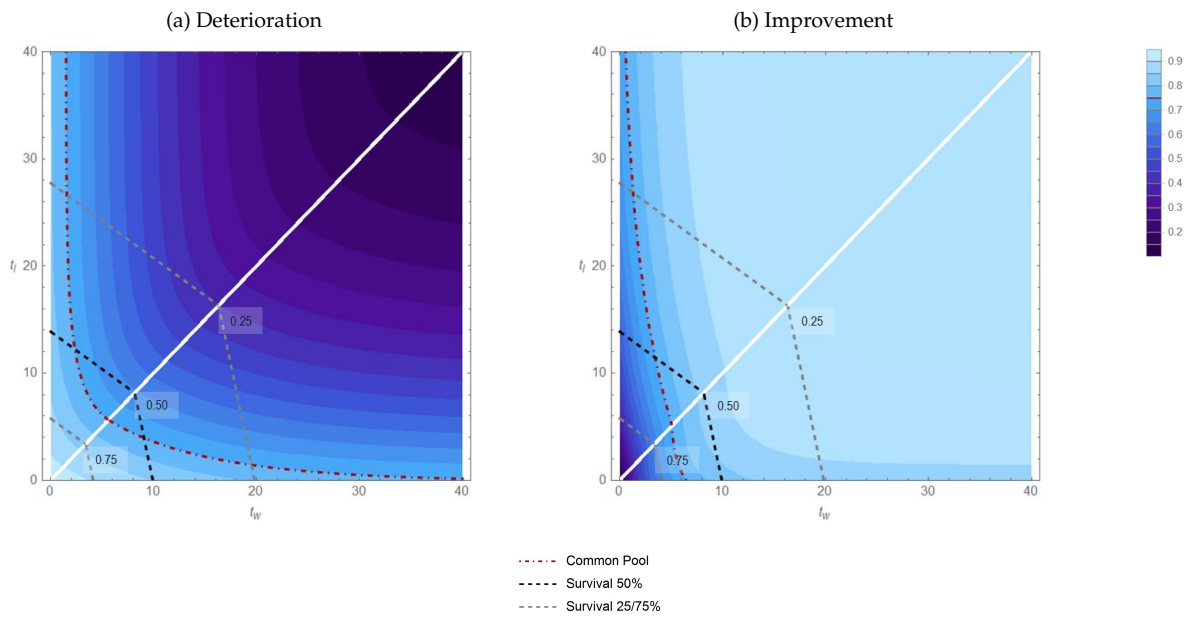 (a) Deterioration
(b) Improvement
40
30
20
10
0
t_l
0.25
0.50
0.75
0 10 20 30 40
t_w
40
30
20
10
0
t_l
0.25
0.50
0.75
0 10 20 30 40
t_w
0.9
0.8
0.7
0.6
0.5
0.4
0.3
0.2
Common Pool
Survival 50%
Survival 25/75%